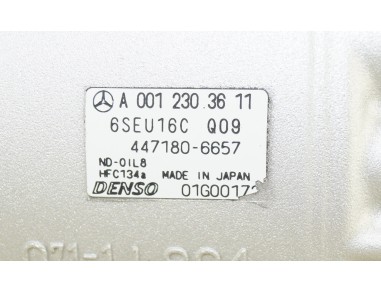 A 001 230 36 11
6SEU16C Q09
447180-6657
ND-OIL8
HFC134a MADE IN JAPAN
DENSO 01G0017